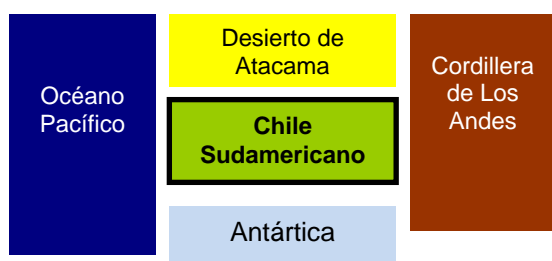 Océano
Pacífico
Desierto de
Atacama
Chile
Sudamericano
Antártica
Cordillera
de Los
Andes